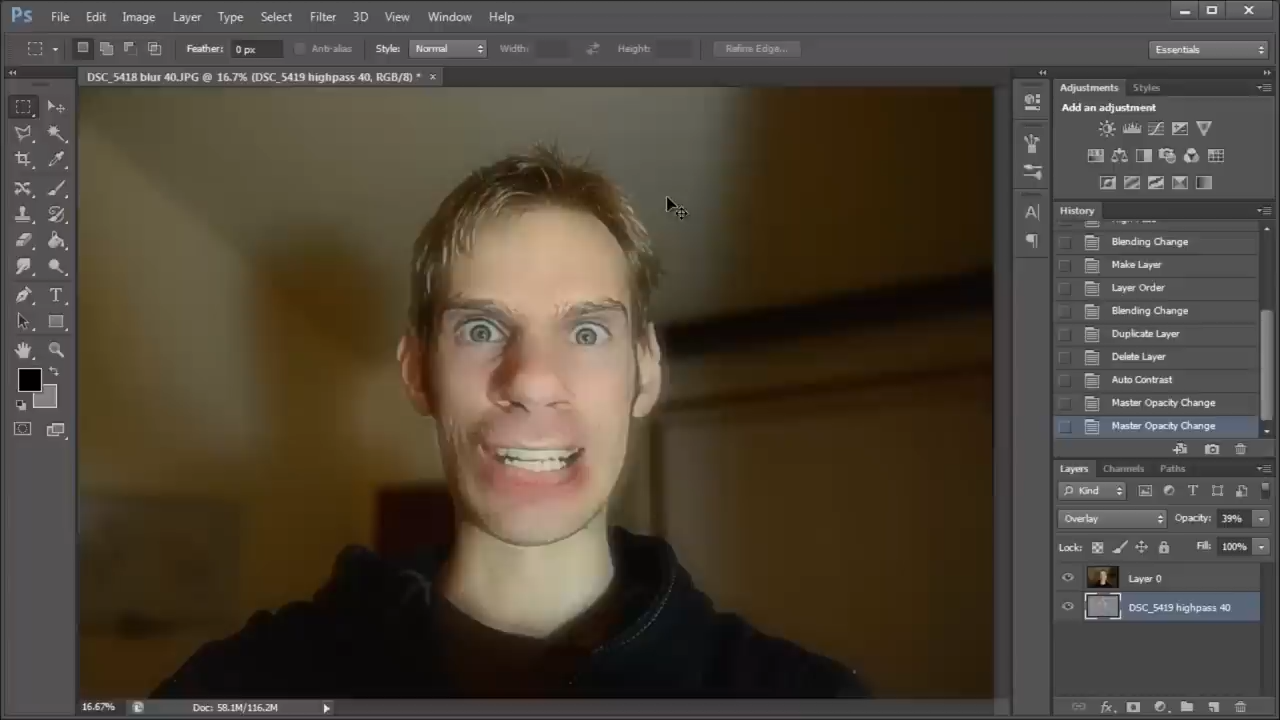 Ps File Edit Image Layer Type Select Filter 3D View Window Help
Feather: 0 px Anti-alias Style: Normal Width: Height: Refine Edge... Essentials
DSC_5418 blur 40.JPG @ 16.7% (DSC_5419 highpass 40, RGB/8) * ×
Adjustments Styles
Add an adjustment
History
Blending Change
Make Layer
Layer Order
Blending Change
Duplicate Layer
Delete Layer
Auto Contrast
Master Opacity Change
Master Opacity Change
Layers Channels Paths
Kind
Overlay Opacity: 39%
Lock: Fill: 100%
Layer 0
DSC_5419 highpass 40
16.67% Doc: 58.1M/116.2M